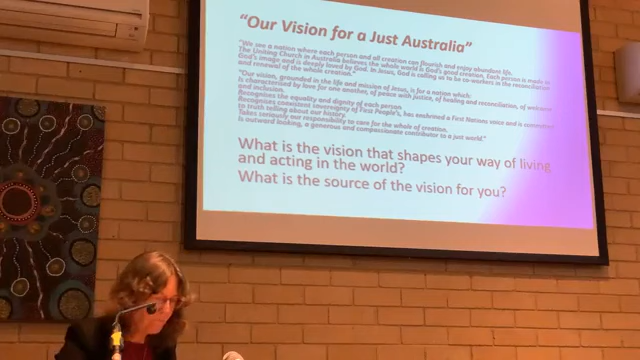 "Our Vision for a Just Australia"
"We see a nation where each person and all creation can flourish and enjoy abundant life.
The Uniting Church in Australia believes the whole world is God's good creation. Each person is made in
God's image and is deeply loved by God. In Jesus, God is calling us to be co-workers in the reconciliation
and renewal of the whole creation."
"Our vision, grounded in the life and mission of Jesus, is for a nation which:
Is characterised by love for one another, of peace with justice, of healing and reconciliation, of welcome
and inclusion.
Recognises the equality and dignity of each person.
Recognises sovereignty of First People's, has enshrined a First Nations voice and is committed
to truth telling about our history.
Takes seriously our responsibility to care for the whole of creation.
Is outward looking, a generous and compassionate contributor to a just world."
What is the vision that shapes your way of living
and acting in the world?
What is the source of the vision for you?